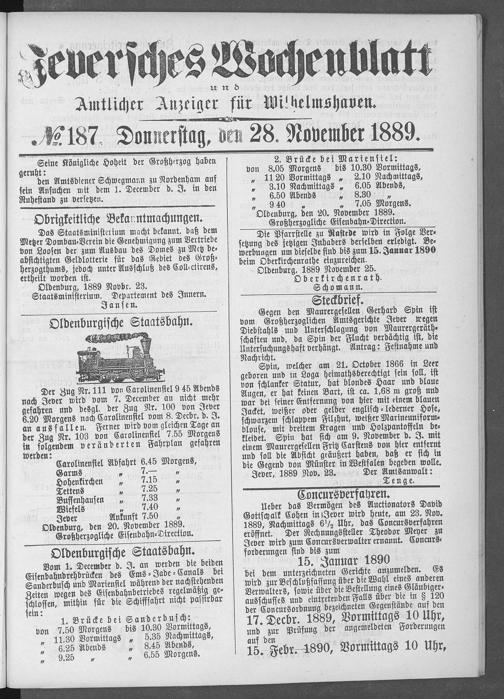 Jeversches Wochenblatt
und
Amtlicher Anzeiger für Wilhelmshaven.
№ 187. Donnerstag, den 28. November 1889.
Seine Königliche Hoheit der Großherzog haben
geruht:
den Amtsdiener Schwegmann zu Nordenham auf
sein Ansuchen mit dem 1. December d. J. in den
Ruhestand zu versetzen.
Obrigkeitliche Bekanntmachungen.
Das Staatsministerium macht bekannt, daß dem
Metzer Dombau-Verein die Genehmigung zum Vertriebe
von Loosen der zum Ausbau des Domes zu Metz be-
absichtigten Geldlotterie für das Gebiet des Groß-
herzogthums, jedoch unter Ausschluß des Collectirens,
ertheilt worden ist.
Oldenburg, 1889 Novbr. 23.
Staatsministerium. Departement des Innern.
Jansen.
Oldenburgische Staatsbahn.
Der Zug Nr. 111 von Carolinensiel 9 45 Abends
nach Jever wird vom 7. December an nicht mehr
gefahren und desgl. der Zug Nr. 100 von Jever
6.20 Morgens nach Carolinensiel vom 8. Decbr. d. J.
an ausfallen. Ferner wird vom gleichen Tage an
der Zug Nr. 103 von Carolinensiel 7.55 Morgens
in folgendem veränderten Fahrplan gefahren
werden:
Carolinensiel Abfahrt 6.45 Morgens,
Garms „ 7.— „
Hohenkirchen „ 7.15 „
Tettens „ 7.25 „
Bussenhausen „ 7.33 „
Wiefels „ 7.40 „
Jever Ankunft 7.50 „
Oldenburg, den 20. November 1889.
Großherzogliche Eisenbahn-Direction.
Oldenburgische Staatsbahn.
Vom 1. December d. J. an werden die beiden
Eisenbahndrehbrücken des Ems-Jade-Canals bei
Sanderbusch und Mariensiel während der nachstehenden
Zeiten wegen des Eisenbahnbetriebes regelmäßig ge-
schlossen, mithin für die Schifffahrt nicht passirbar
sein:
1. Brücke bei Sanderbusch:
von 7.50 Morgens bis 10.30 Vormittags,
„ 11.30 Vormittags „ 5.35 Nachmittags,
„ 6.25 Abends „ 8.45 Abends,
„ 9.25 „ „ 6.55 Morgens.
2. Brücke bei Mariensiel:
von 8.05 Morgens bis 10.30 Vormittags,
„ 11 20 Vormittags „ 2.10 Nachmittags,
„ 3.10 Nachmittags „ 6.05 Abends,
„ 6.50 Abends „ 8.30 „
„ 9 40 „ „ 7.05 Morgens.
Oldenburg, den 20. November 1889.
Großherzogliche Eisenbahn-Direction.
Die Pfarrstelle zu Rastede wird in Folge Ver-
setzung des jetzigen Inhabers derselben erledigt. Be-
werbungen um dieselbe sind bis zum 15. Januar 1890
beim Oberkirchenrathe einzureichen.
Oldenburg, 1889 November 25.
Oberkirchenrath.
Schomann.
Steckbrief.
Gegen den Maurergesellen Gerhard Spin ist
vom Großherzoglichen Amtsgerichte Jever wegen
Diebstahls und Unterschlagung von Maurergeräth-
schaften und, da Spin der Flucht verdächtig ist, die
Untersuchungshaft verhängt. Antrag: Festnahme und
Nachricht.
Spin, welcher am 21. October 1866 in Leer
geboren und in Loga heimathsberechtigt sein soll, ist
von schlanker Statur, hat blondes Haar und blaue
Augen, er hat keinen Bart, ist ca. 1,68 m groß und
war bei seiner Entfernung von hier mit einem blauen
Jacket, weißer oder gelber englisch-lederner Hose,
schwarzem schlappem Filzhut, weißer Marineuniform-
blouse, mit breitem Kragen und Holzpantoffeln be-
kleidet. Spin hat sich am 9. November d. J. mit
einem Maurergesellen Fritz Carstens von hier entfernt
und soll die Absicht geäußert haben, daß er sich in
die Gegend von Münster in Westfalen begeben wolle.
Jever, 1889 Nov. 23. Der Amtsanwalt:
Tenge.
Concursverfahren.
Ueber das Vermögen des Auctionators David
Gottschalk Cohen in Jever wird heute, am 23. Nov.
1889, Nachmittags 6½ Uhr, das Concursverfahren
eröffnet. Der Rechnungssteller Theodor Meyer zu
Jever wird zum Concursverwalter ernannt. Concurs-
forderungen sind bis zum
15. Januar 1890
bei dem unterzeichneten Gerichte anzumelden. Es
wird zur Beschlußfassung über die Wahl eines anderen
Verwalters, sowie über die Bestellung eines Gläubiger-
ausschusses und eintretenden Falls über die in § 120
der Concursordnung bezeichneten Gegenstände auf den
17. Decbr. 1889, Vormittags 10 Uhr,
und zur Prüfung der angemeldeten Forderungen
auf den
15. Febr. 1890, Vormittags 10 Uhr,